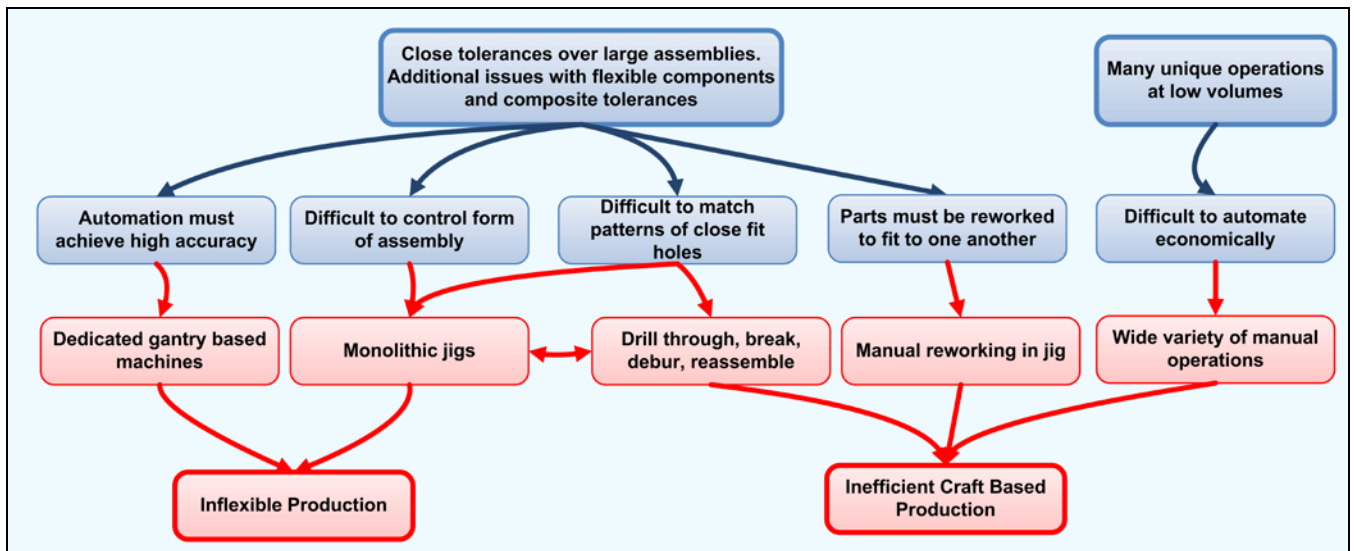 Close tolerances over large assemblies.
Additional issues with flexible components
and composite tolerances
Many unique operations
at low volumes
Automation must
achieve high accuracy
Difficult to control form
of assembly
Difficult to match
patterns of close fit
holes
Parts must be reworked
to fit to one another
Difficult to automate
economically
Dedicated gantry based
machines
Monolithic jigs
Drill through, break,
debur, reassemble
Manual reworking in jig
Wide variety of manual
operations
Inflexible Production
Inefficient Craft Based
Production